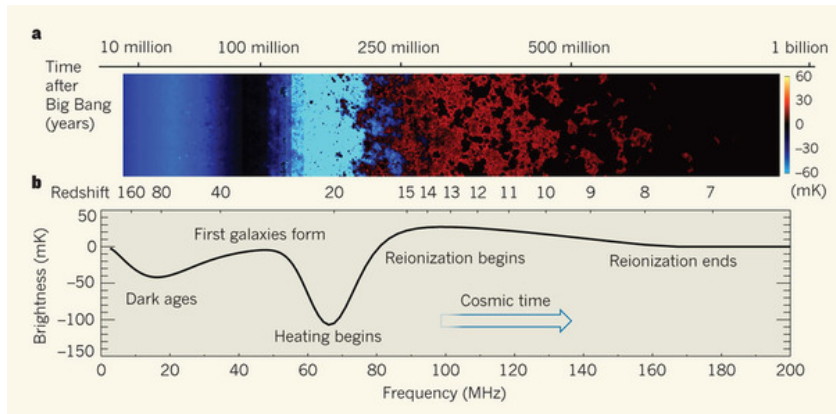 a
10 million 100 million 250 million 500 million 1 billion
Time
after
Big Bang
(years)
60
30
0
−30
−60
(mK)
b
Redshift 160 80 40 20 15 14 13 12 11 10 9 8 7
50
0
−50
−100
−150
Brightness (mK)
First galaxies form
Dark ages
Heating begins
Reionization begins
Reionization ends
Cosmic time
0 20 40 60 80 100 120 140 160 180 200
Frequency (MHz)